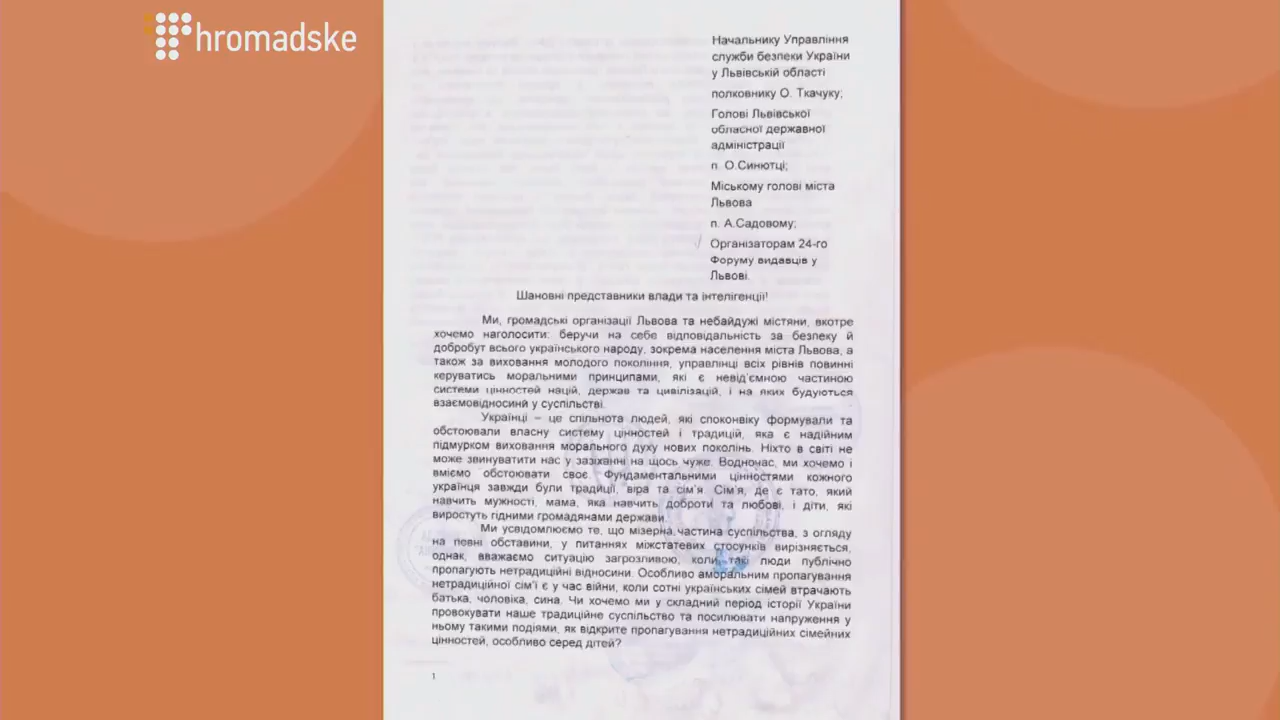 hromadske
Начальнику Управління
служби безпеки України
у Львівській області
полковнику О. Ткачуку;
Голові Львівської
обласної державної
адміністрації
п. О.Синютці;
Міському голові міста
Львова
п. А.Садовому;
Організаторам 24-го
Форуму видавців у
Львові.
Шановні представники влади та інтелігенції!
Ми, громадські організації Львова та небайдужі містяни, вкотре
хочемо наголосити: беручи на себе відповідальність за безпеку й
добробут всього українського народу, зокрема населення міста Львова, а
також за виховання молодого покоління, управлінці всіх рівнів повинні
керуватись моральними принципами, які є невід'ємною частиною
системи цінностей націй, держав та цивілізацій, і на яких будуються
взаємовідносини у суспільстві.
Українці – це спільнота людей, які споконвіку формували та
обстоювали власну систему цінностей і традицій, яка є надійним
підмурком виховання морального духу нових поколінь. Ніхто в світі не
може звинуватити нас у зазіханні на щось чуже. Водночас, ми хочемо і
вміємо обстоювати своє. Фундаментальними цінностями кожного
українця завжди були традиції, віра та сім'я. Сім'я, де є тато, який
навчить мужності, мама, яка навчить доброти та любові, і діти, які
виростуть гідними громадянами держави.
Ми усвідомлюємо те, що мізерна частина суспільства, з огляду
на певні обставини, у питаннях міжстатевих стосунків вирізняється,
однак, вважаємо ситуацію загрозливою, коли такі люди публічно
пропагують нетрадиційні відносини. Особливо аморальним пропагування
нетрадиційної сім'ї є у час війни, коли сотні українських сімей втрачають
батька, чоловіка, сина. Чи хочемо ми у складний період історії України
провокувати наше традиційне суспільство та посилювати напруження у
ньому такими подіями, як відкрите пропагування нетрадиційних сімейних
цінностей, особливо серед дітей?
1